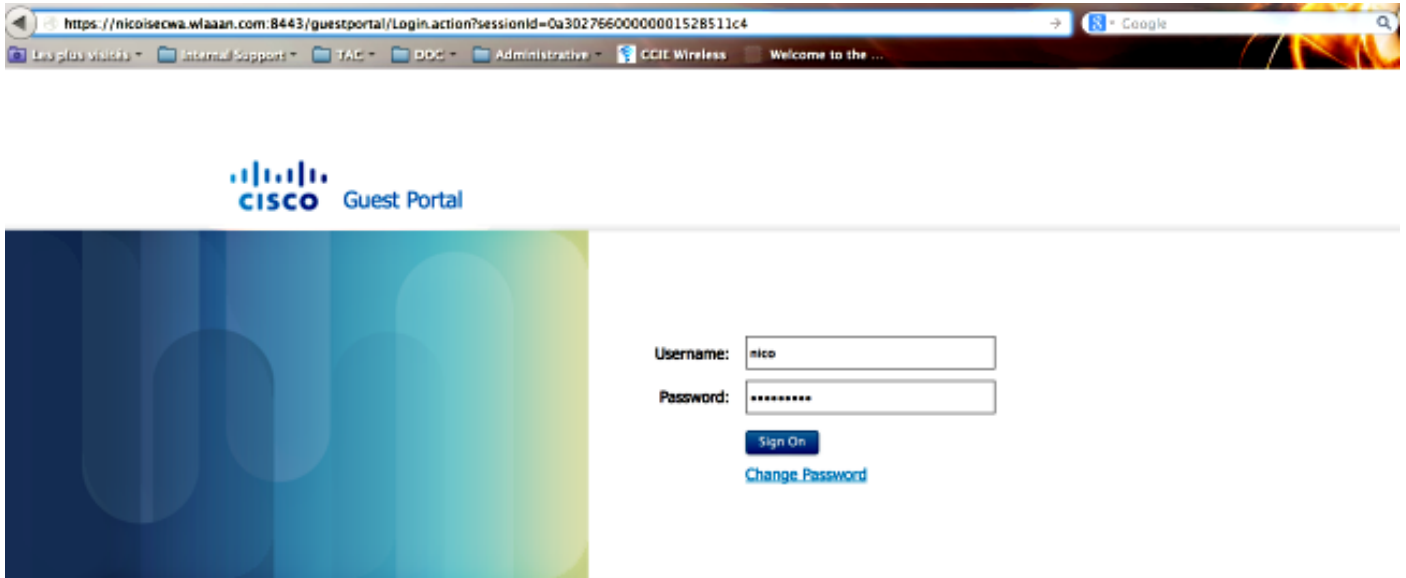 https://nicoisecwa.wlaaan.com:8443/guestportal/Login.action?sessionId=0a30276600000001528511c4 Google
Les plus visités Internal Support TAC DOC Administrative CCIE Wireless Welcome to the ...
CISCO Guest Portal
Username: nico
Password: •••••••••
Sign On
Change Password